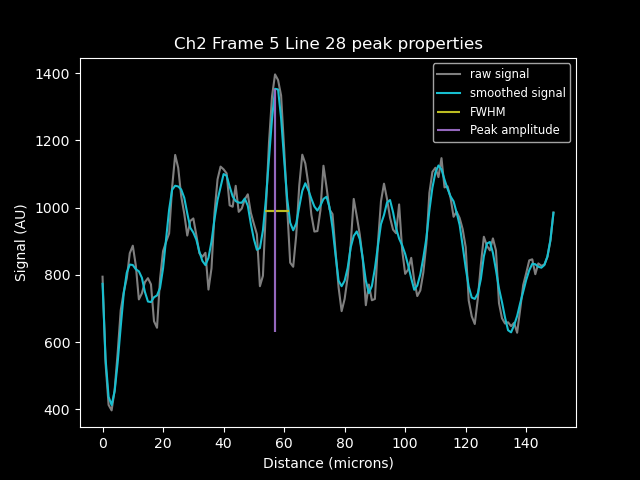 Ch2 Frame 5 Line 28 peak properties
raw signal
smoothed signal
FWHM
Peak amplitude
Signal (AU)
1400
1200
1000
800
600
400
0 20 40 60 80 100 120 140
Distance (microns)